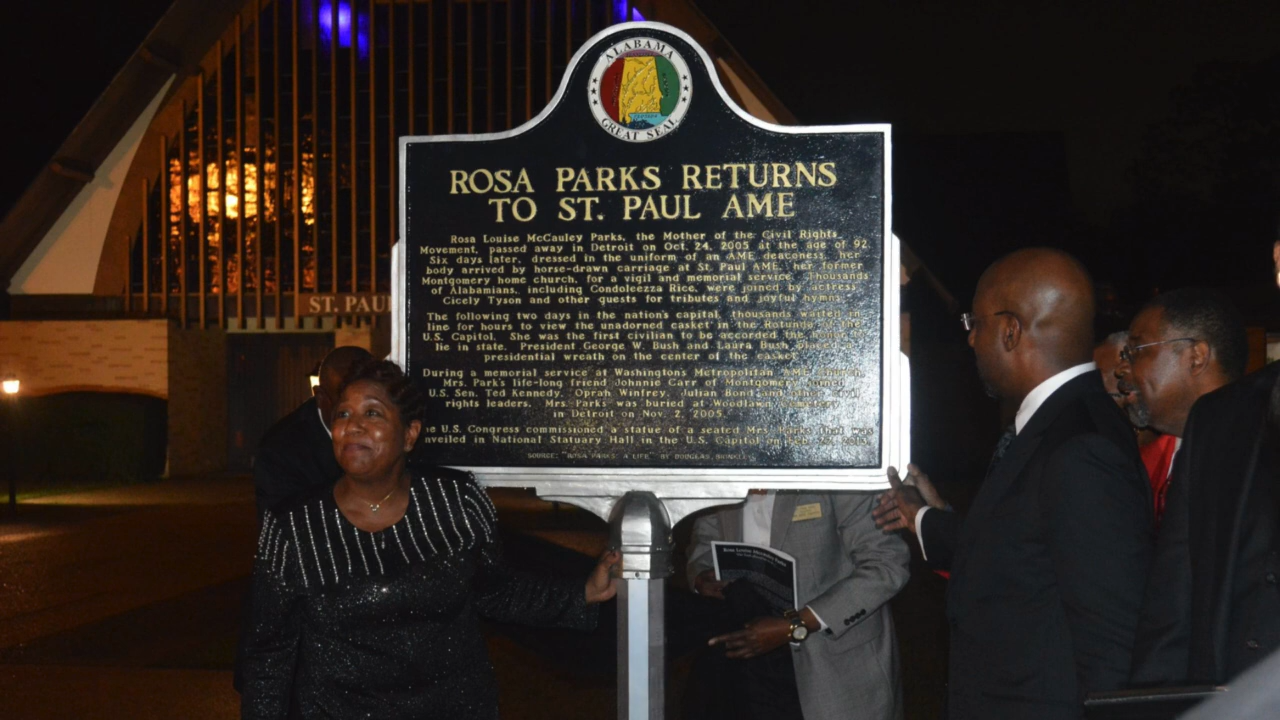 ALABAMA
GREAT SEAL
ROSA PARKS RETURNS
TO ST. PAUL AME
Rosa Louise McCauley Parks, the Mother of the Civil Rights
Movement, passed away in Detroit on Oct. 24, 2005 at the age of 92.
Six days later, dressed in the uniform of an AME deaconess, her
body arrived by horse-drawn carriage at St. Paul AME, her former
Montgomery home church, for a vigil and memorial service. Thousands
of Alabamians, including Condoleezza Rice, were joined by actress
Cicely Tyson and other guests for tributes and joyful hymns.
The following two days in the nation's capital, thousands waited in
line for hours to view the unadorned casket in the Rotunda of the
U.S. Capitol. She was the first civilian to be accorded the honor to
lie in state. President George W. Bush and Laura Bush placed a
presidential wreath on the center of the casket.
During a memorial service at Washington's Metropolitan AME Church,
Mrs. Park's life-long friend Johnnie Carr of Montgomery joined
U.S. Sen. Ted Kennedy, Oprah Winfrey, Julian Bond and other civil
rights leaders. Mrs. Parks was buried at Woodlawn Cemetery
in Detroit on Nov. 2, 2005.
U.S. Congress commissioned a statue of a seated Mrs. Parks that was
nveiled in National Statuary Hall in the U.S. Capitol on Feb. 27, 2013.
SOURCE: "ROSA PARKS: A LIFE" BY DOUGLAS BRINKLE
ST. PAUL
Rosa Louise McCauley Parks